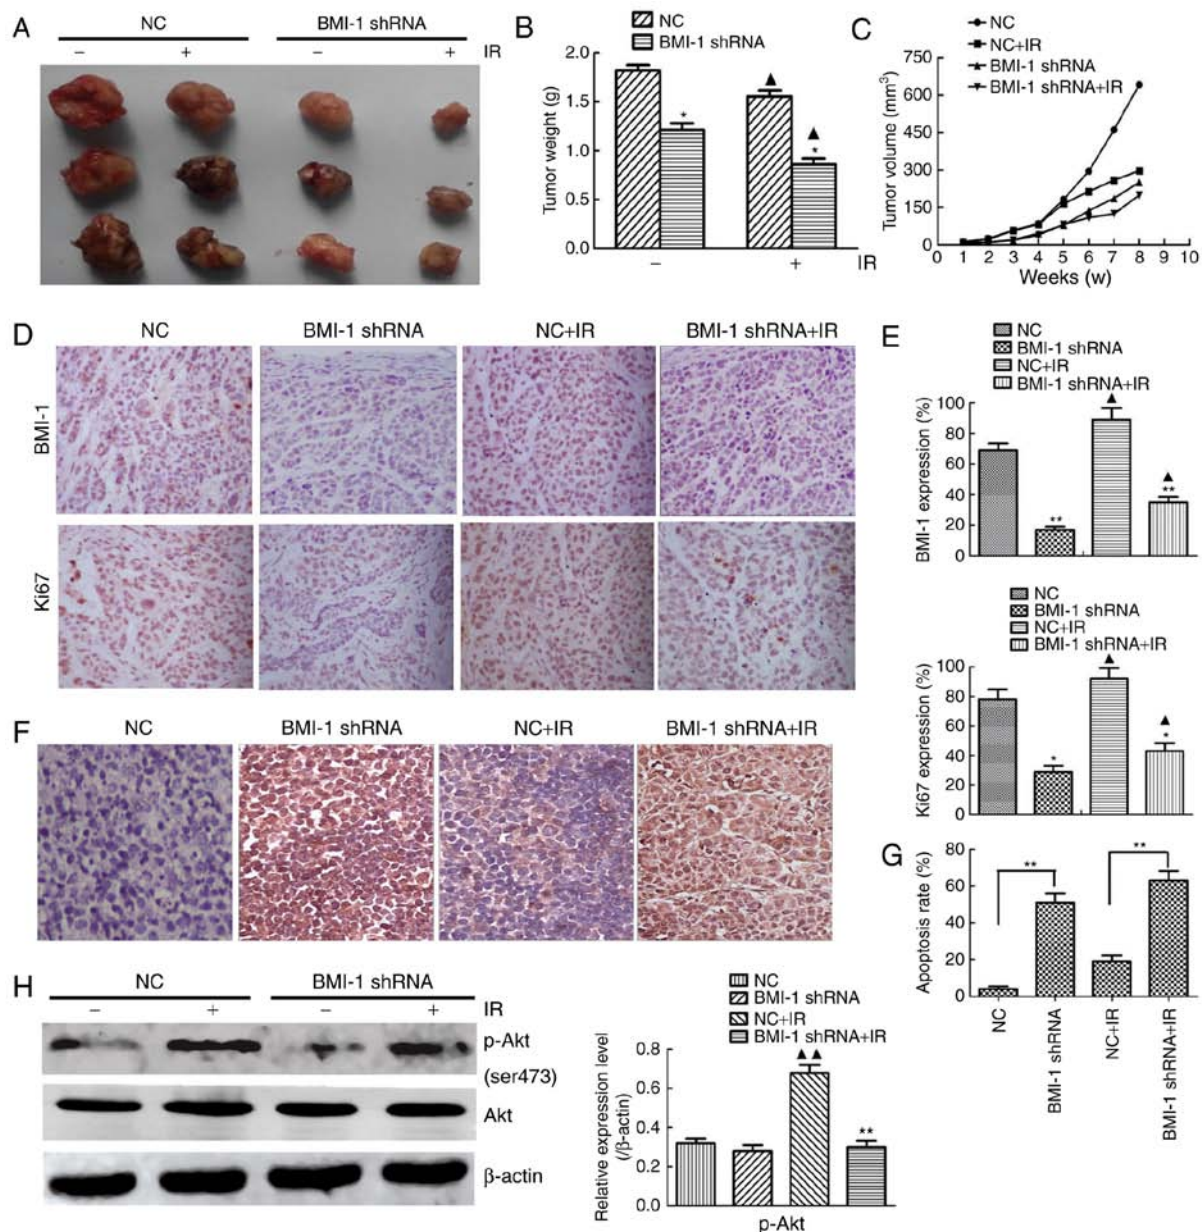 A
NC
BMI-1 shRNA
− + − + IR
B
NC
BMI-1 shRNA
Tumor weight (g)
2.0
1.5
1.0
0.5
0.0
▲
*
▲
*
− + IR
C
NC
NC+IR
BMI-1 shRNA
BMI-1 shRNA+IR
Tumor volume (mm³)
750
600
450
300
150
0
0 1 2 3 4 5 6 7 8 9 10
Weeks (w)
D
NC
BMI-1 shRNA
NC+IR
BMI-1 shRNA+IR
BMI-1
Ki67
E
NC
BMI-1 shRNA
NC+IR
BMI-1 shRNA+IR
BMI-1 expression (%)
100
80
60
40
20
0
**
▲
▲
**
NC
BMI-1 shRNA
NC+IR
BMI-1 shRNA+IR
Ki67 expression (%)
100
80
60
40
20
0
*
▲
▲
*
F
NC
BMI-1 shRNA
NC+IR
BMI-1 shRNA+IR
G
Apoptosis rate (%)
80
60
40
20
0
**
**
NC
BMI-1 shRNA
NC+IR
BMI-1 shRNA+IR
H
NC
BMI-1 shRNA
− + − + IR
p-Akt
(ser473)
Akt
β-actin
NC
BMI-1 shRNA
NC+IR
BMI-1 shRNA+IR
Relative expression level
(/β-actin)
0.8
0.6
0.4
0.2
0.0
▲▲
**
p-Akt